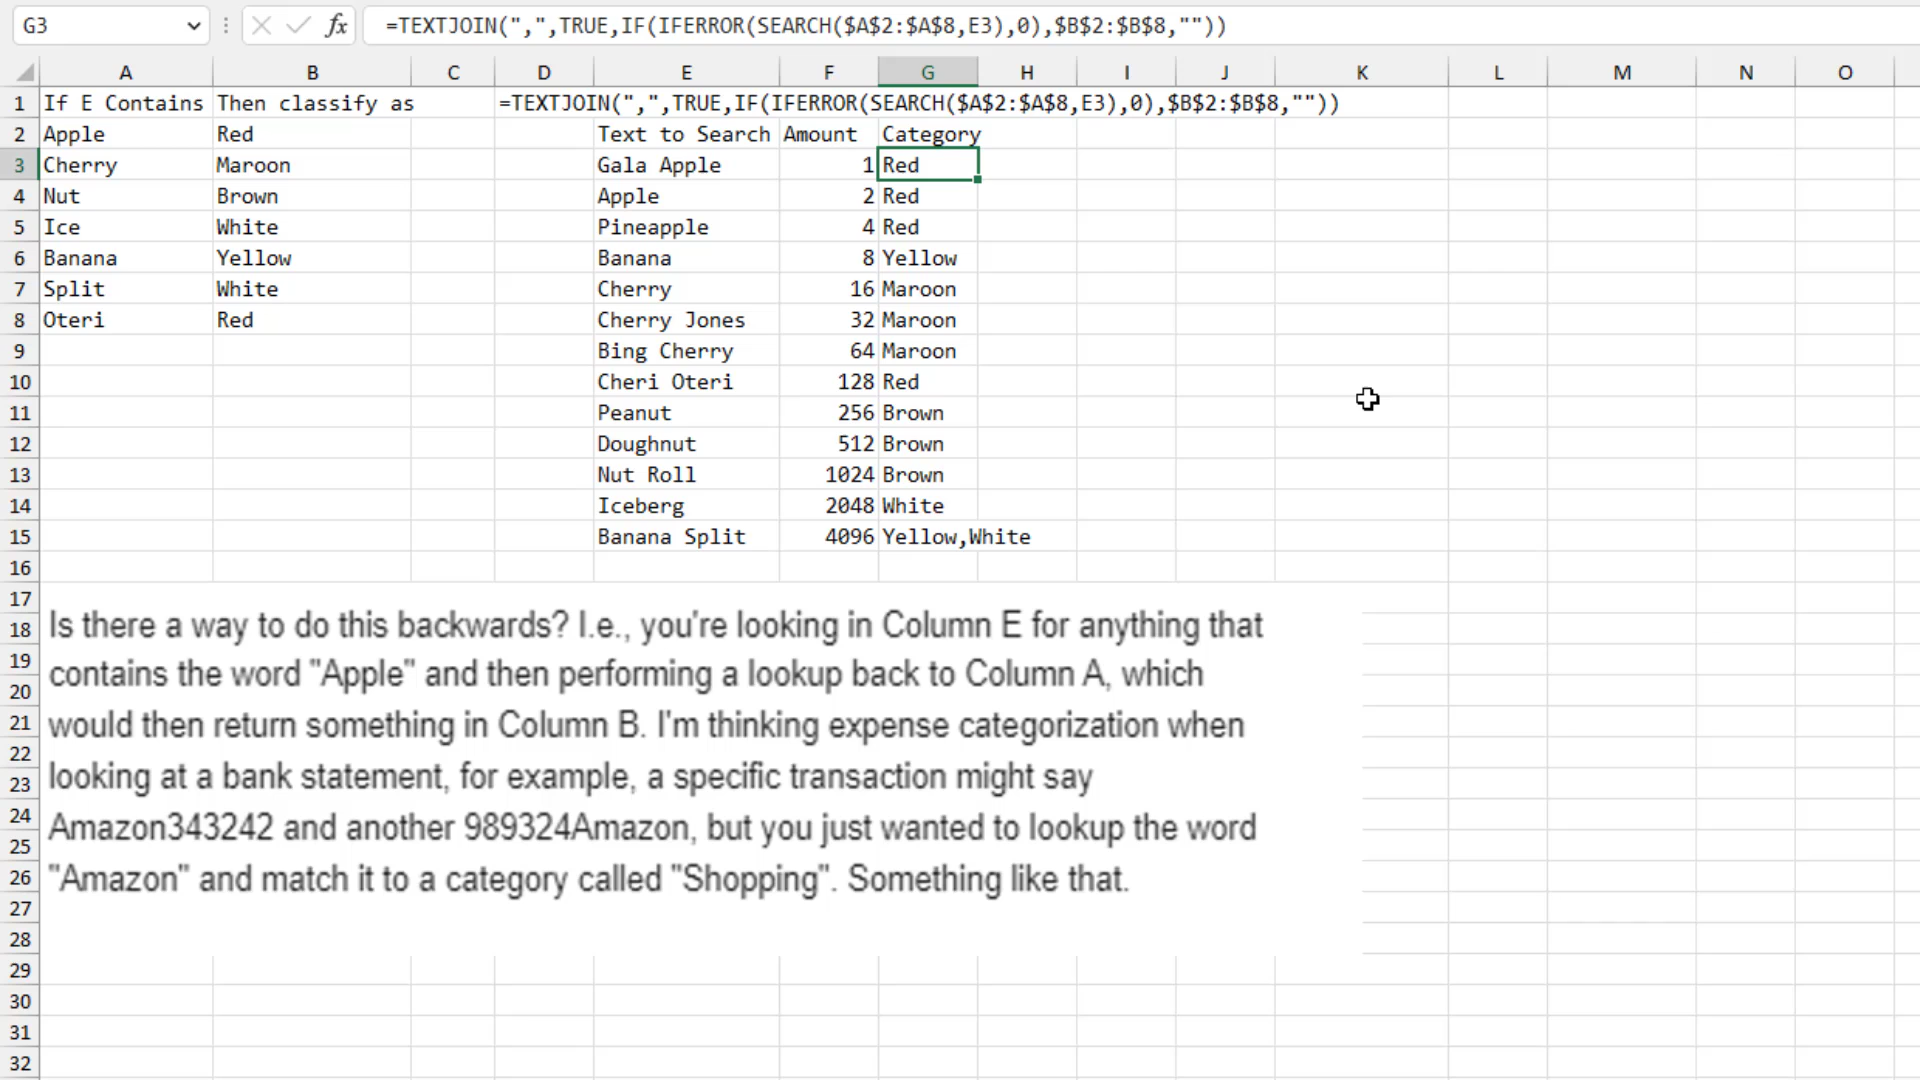 G3 fx =TEXTJOIN(",",TRUE,IF(IFERROR(SEARCH($A$2:$A$8,E3),0),$B$2:$B$8,""))
A B C D E F G H I J K L M N O
1 If E Contains Then classify as =TEXTJOIN(",",TRUE,IF(IFERROR(SEARCH($A$2:$A$8,E3),0),$B$2:$B$8,""))
2 Apple Red Text to Search Amount Category
3 Cherry Maroon Gala Apple 1 Red
4 Nut Brown Apple 2 Red
5 Ice White Pineapple 4 Red
6 Banana Yellow Banana 8 Yellow
7 Split White Cherry 16 Maroon
8 Oteri Red Cherry Jones 32 Maroon
9 Bing Cherry 64 Maroon
10 Cheri Oteri 128 Red
11 Peanut 256 Brown
12 Doughnut 512 Brown
13 Nut Roll 1024 Brown
14 Iceberg 2048 White
15 Banana Split 4096 Yellow,White
16
17
18
19
20
21
22
23
24
25
26
27
28
29
30
31
32
Is there a way to do this backwards? I.e., you're looking in Column E for anything that
contains the word "Apple" and then performing a lookup back to Column A, which
would then return something in Column B. I'm thinking expense categorization when
looking at a bank statement, for example, a specific transaction might say
Amazon343242 and another 989324Amazon, but you just wanted to lookup the word
"Amazon" and match it to a category called "Shopping". Something like that.